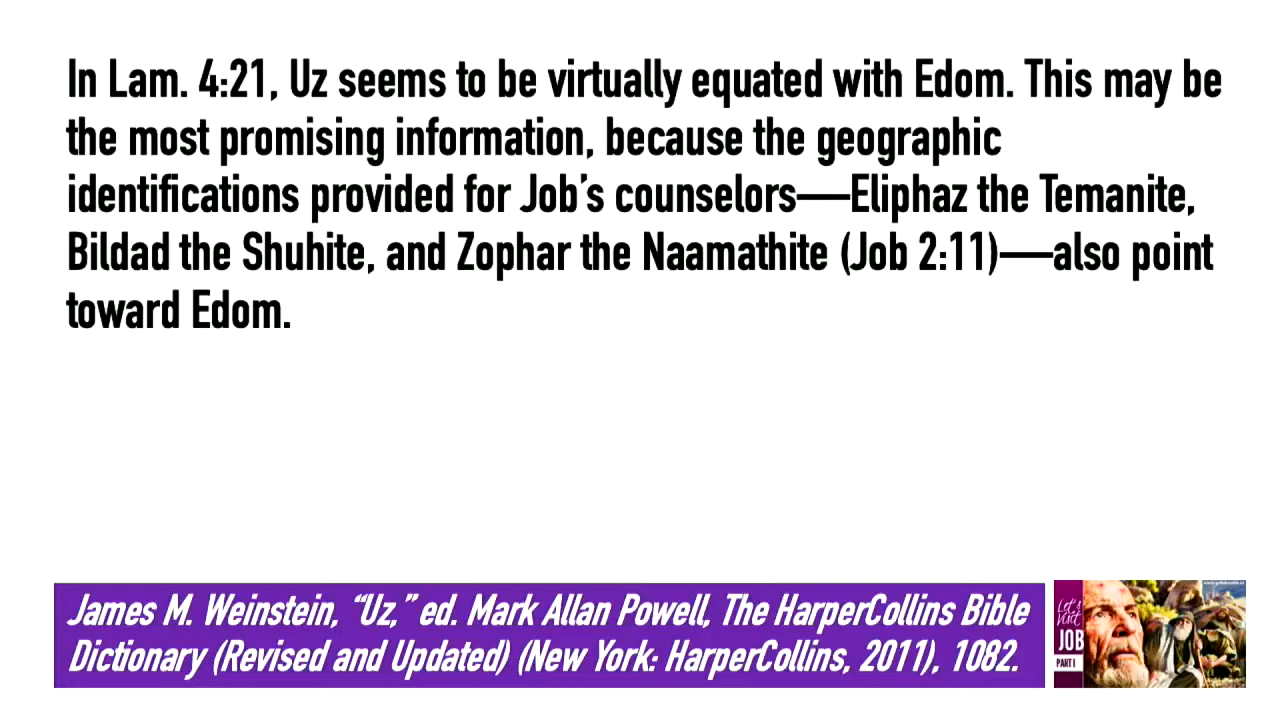 In Lam. 4:21, Uz seems to be virtually equated with Edom. This may be
the most promising information, because the geographic
identifications provided for Job’s counselors—Eliphaz the Temanite,
Bildad the Shuhite, and Zophar the Naamathite (Job 2:11)—also point
toward Edom.
James M. Weinstein, “Uz,” ed. Mark Allan Powell, The HarperCollins Bible
Dictionary (Revised and Updated) (New York: HarperCollins, 2011), 1082.
Let's
Visit
JOB
PART I